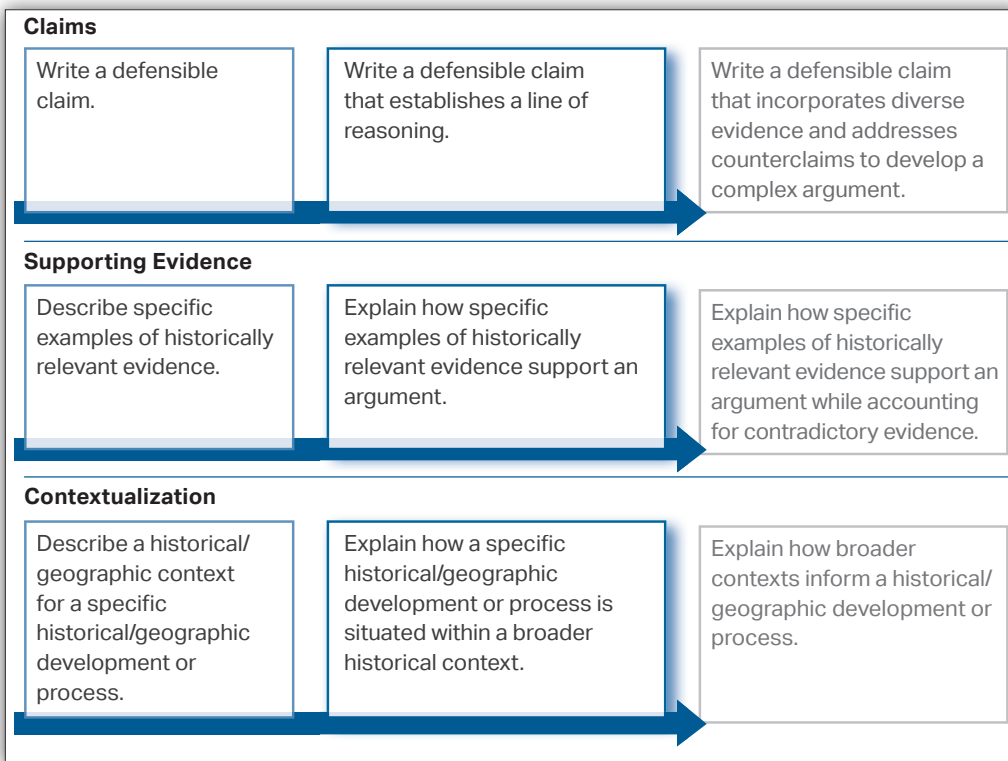 Claims
Write a defensible
claim.
Write a defensible claim
that establishes a line of
reasoning.
Write a defensible claim
that incorporates diverse
evidence and addresses
counterclaims to develop a
complex argument.
Supporting Evidence
Describe specific
examples of historically
relevant evidence.
Explain how specific
examples of historically
relevant evidence support an
argument.
Explain how specific
examples of historically
relevant evidence support an
argument while accounting
for contradictory evidence.
Contextualization
Describe a historical/
geographic context
for a specific
historical/geographic
development or
process.
Explain how a specific
historical/geographic
development or process is
situated within a broader
historical context.
Explain how broader
contexts inform a historical/
geographic development or
process.